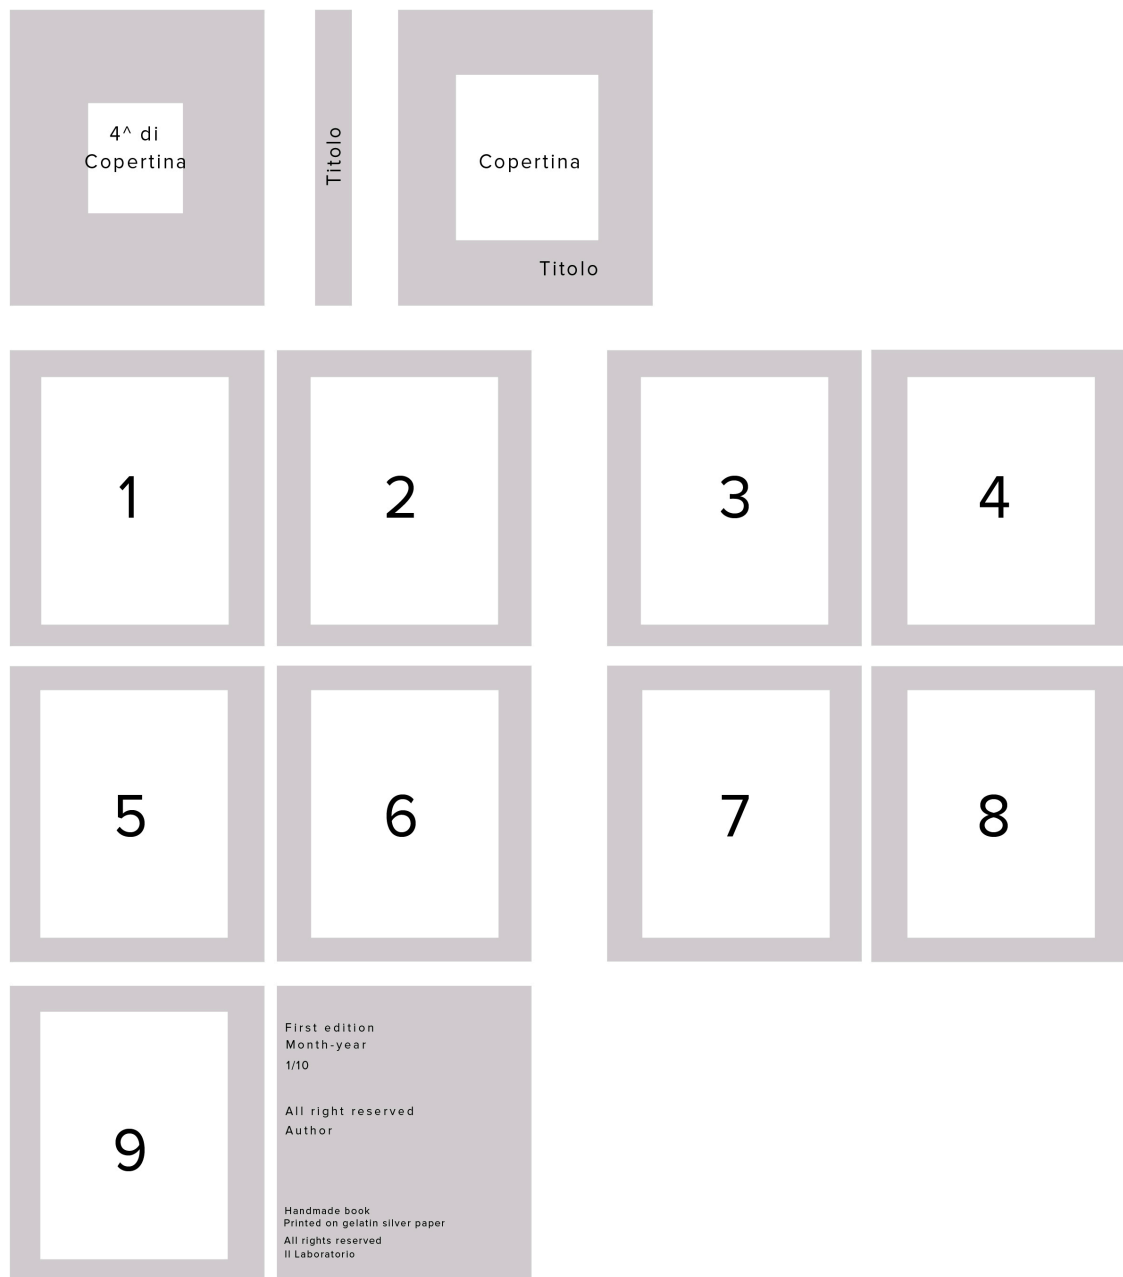 4^ di
Copertina
Titolo
Copertina
Titolo
1
2
3
4
5
6
7
8
9
First edition
Month-year
1/10
All right reserved
Author
Handmade book
Printed on gelatin silver paper
All rights reserved
Il Laboratorio